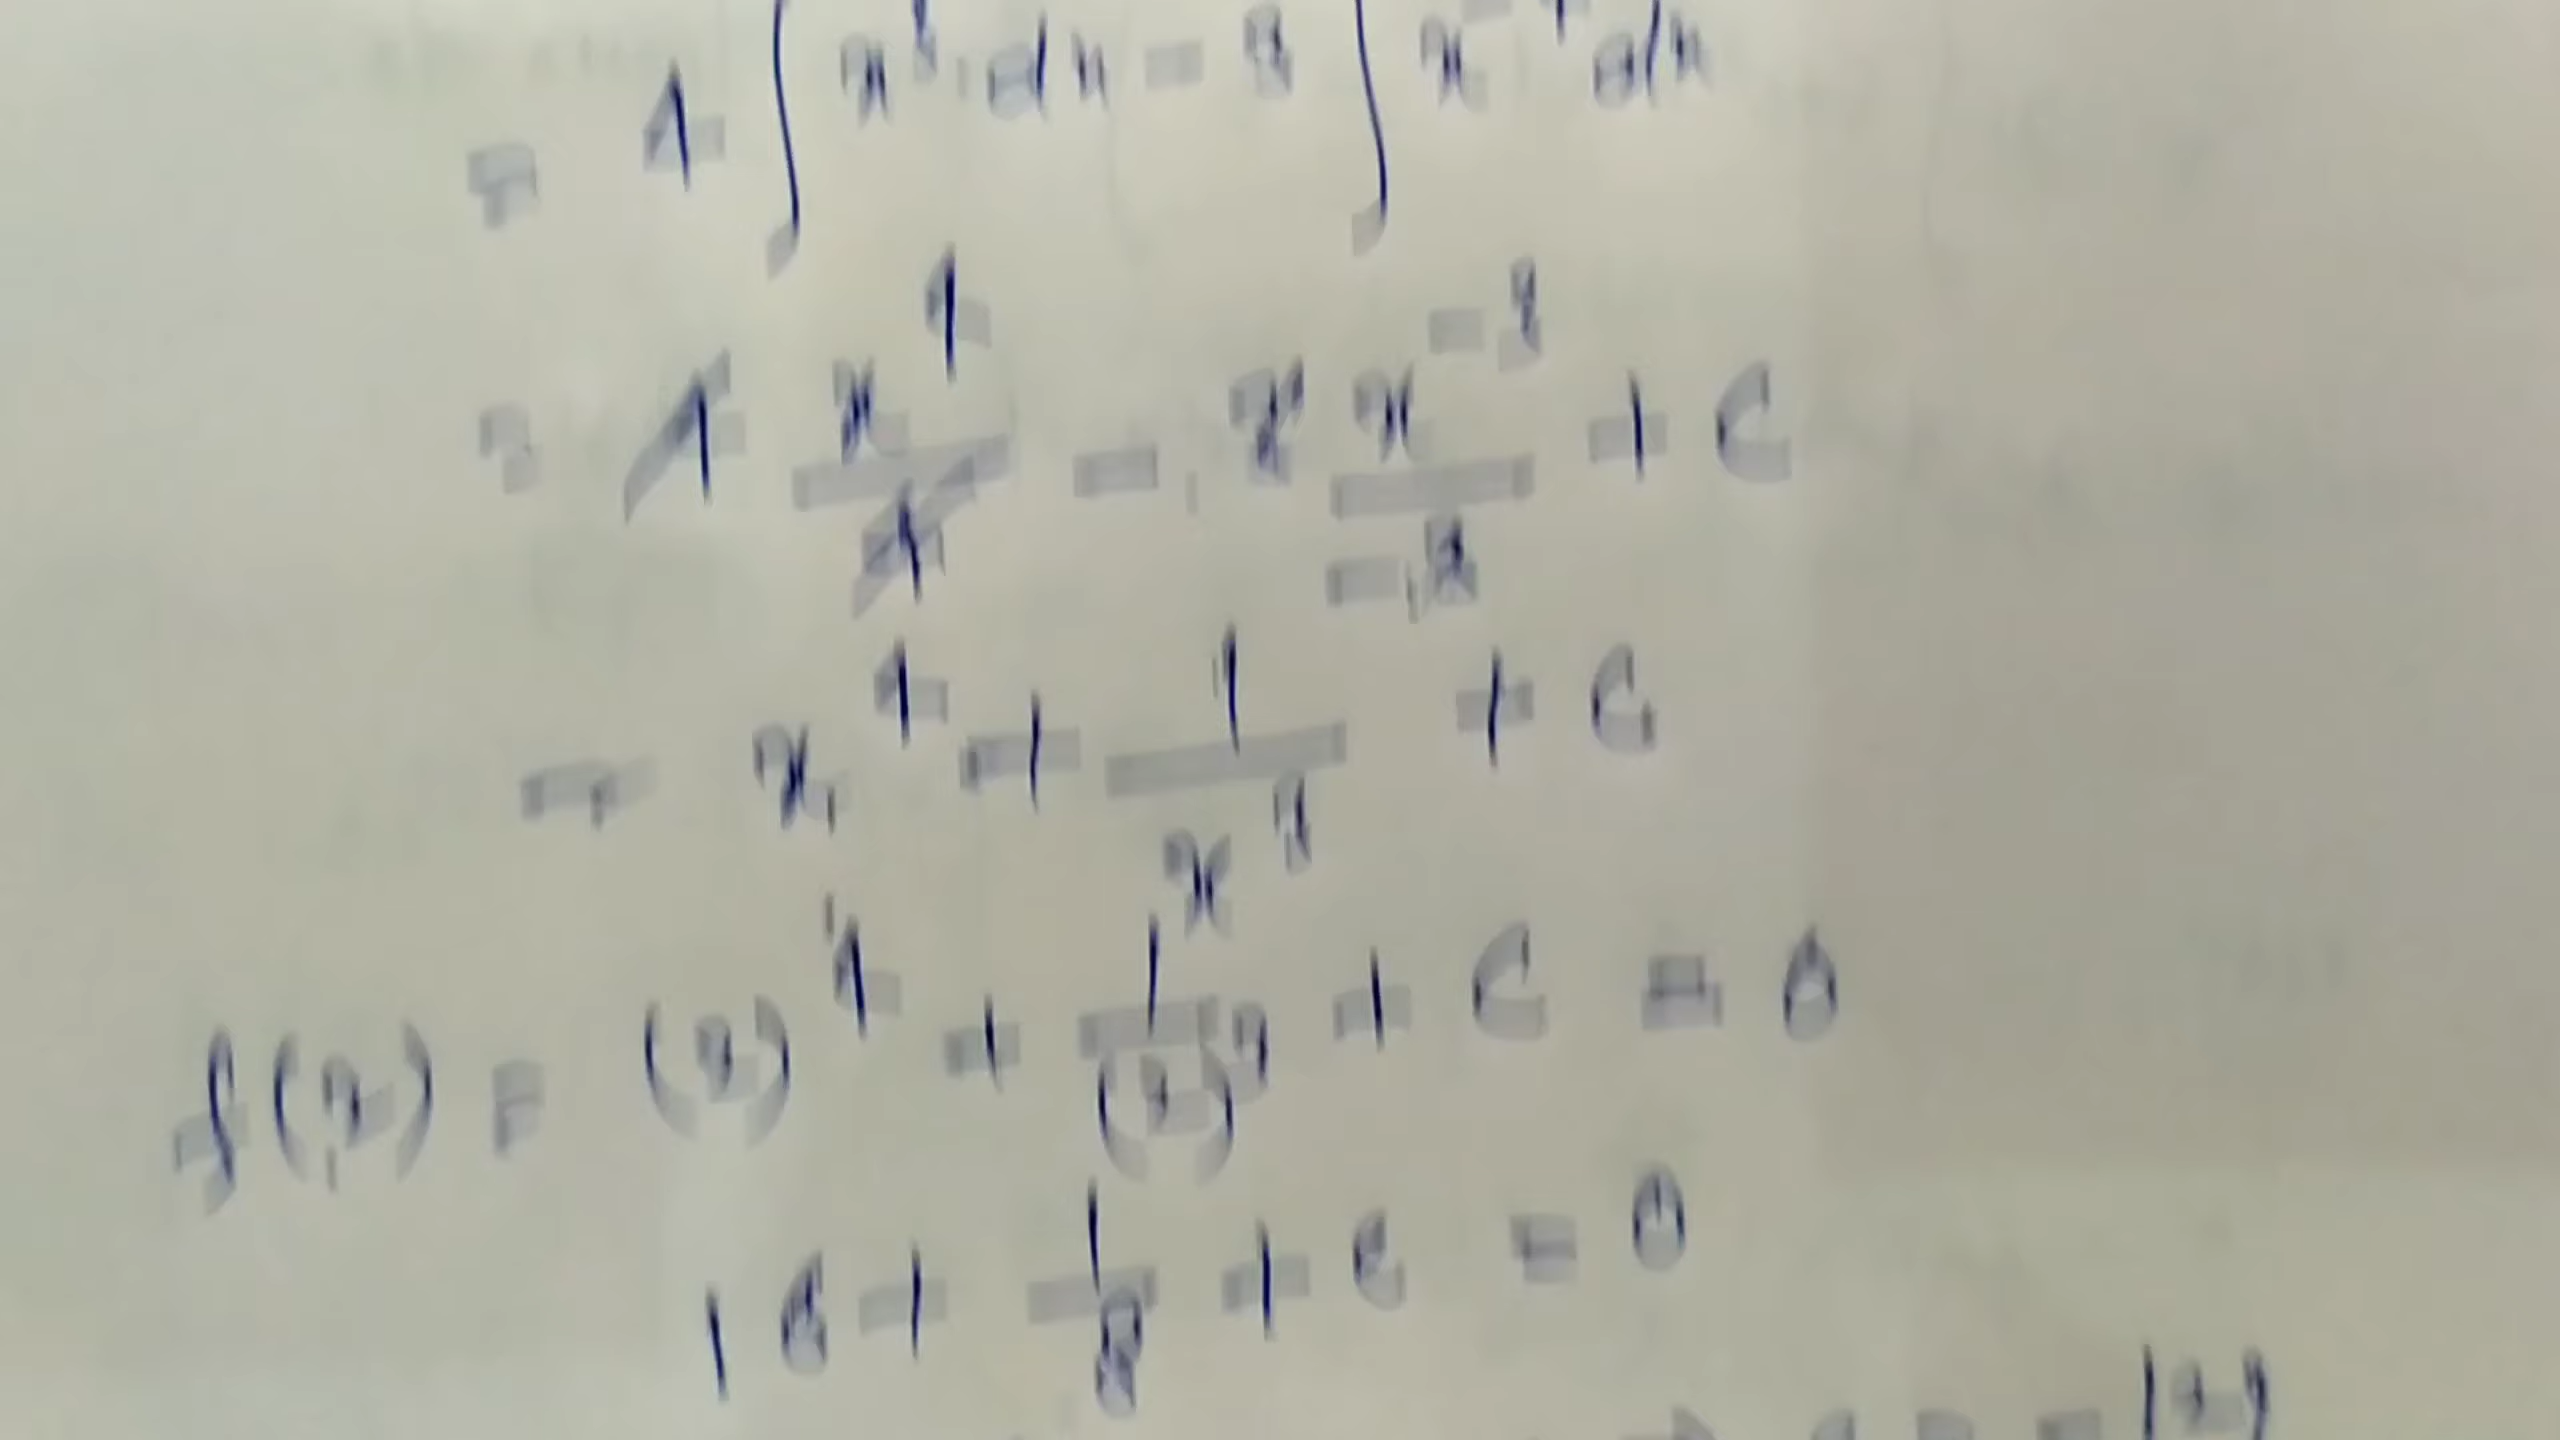 = 4 ∫ x³ . dx - 3 ∫ x⁻⁴ dx
= 4 x⁴/4 - 3 x⁻³/-3 + C
= x⁴ + 1/x³ + C
f(2) = (2)⁴ + 1/(2)³ + C = 0
16 + 1/8 + C = 0